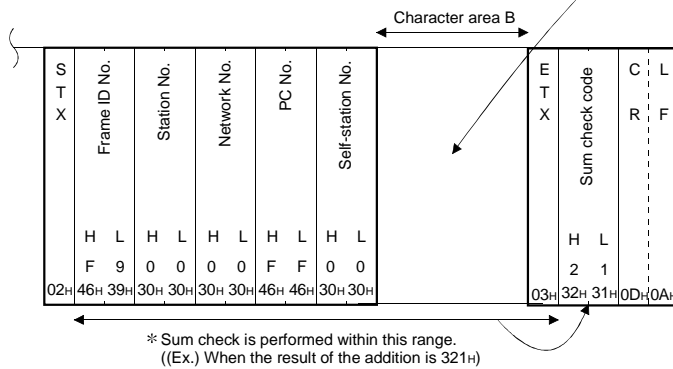 Character area B
S T X
Frame ID No.
Station No.
Network No.
PC No.
Self-station No.
E T X
Sum check code
C R
L F
H L H L H L H L H L H L
F 9 0 0 0 0 F F 0 0 2 1
02H 46H 39H 30H 30H 30H 30H 46H 46H 30H 30H 03H 32H 31H 0DH 0AH
* Sum check is performed within this range.
((Ex.) When the result of the addition is 321H)